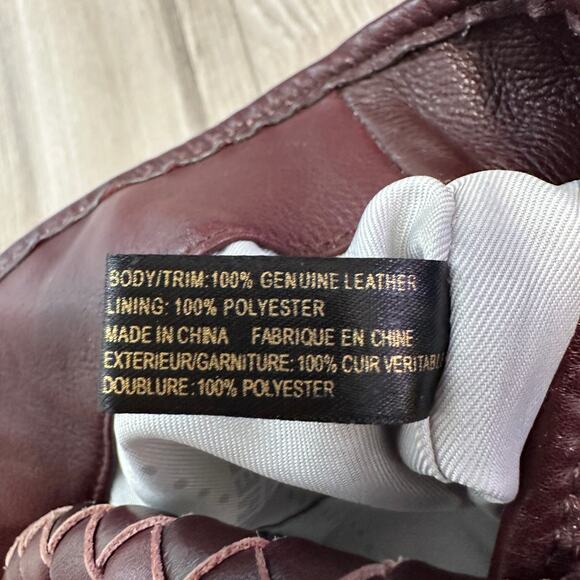 BODY/TRIM: 100% GENUINE LEATHER
LINING: 100% POLYESTER
MADE IN CHINA FABRIQUE EN CHINE
EXTERIEUR/GARNITURE: 100% CUIR VERITABL
DOUBLURE: 100% POLYESTER